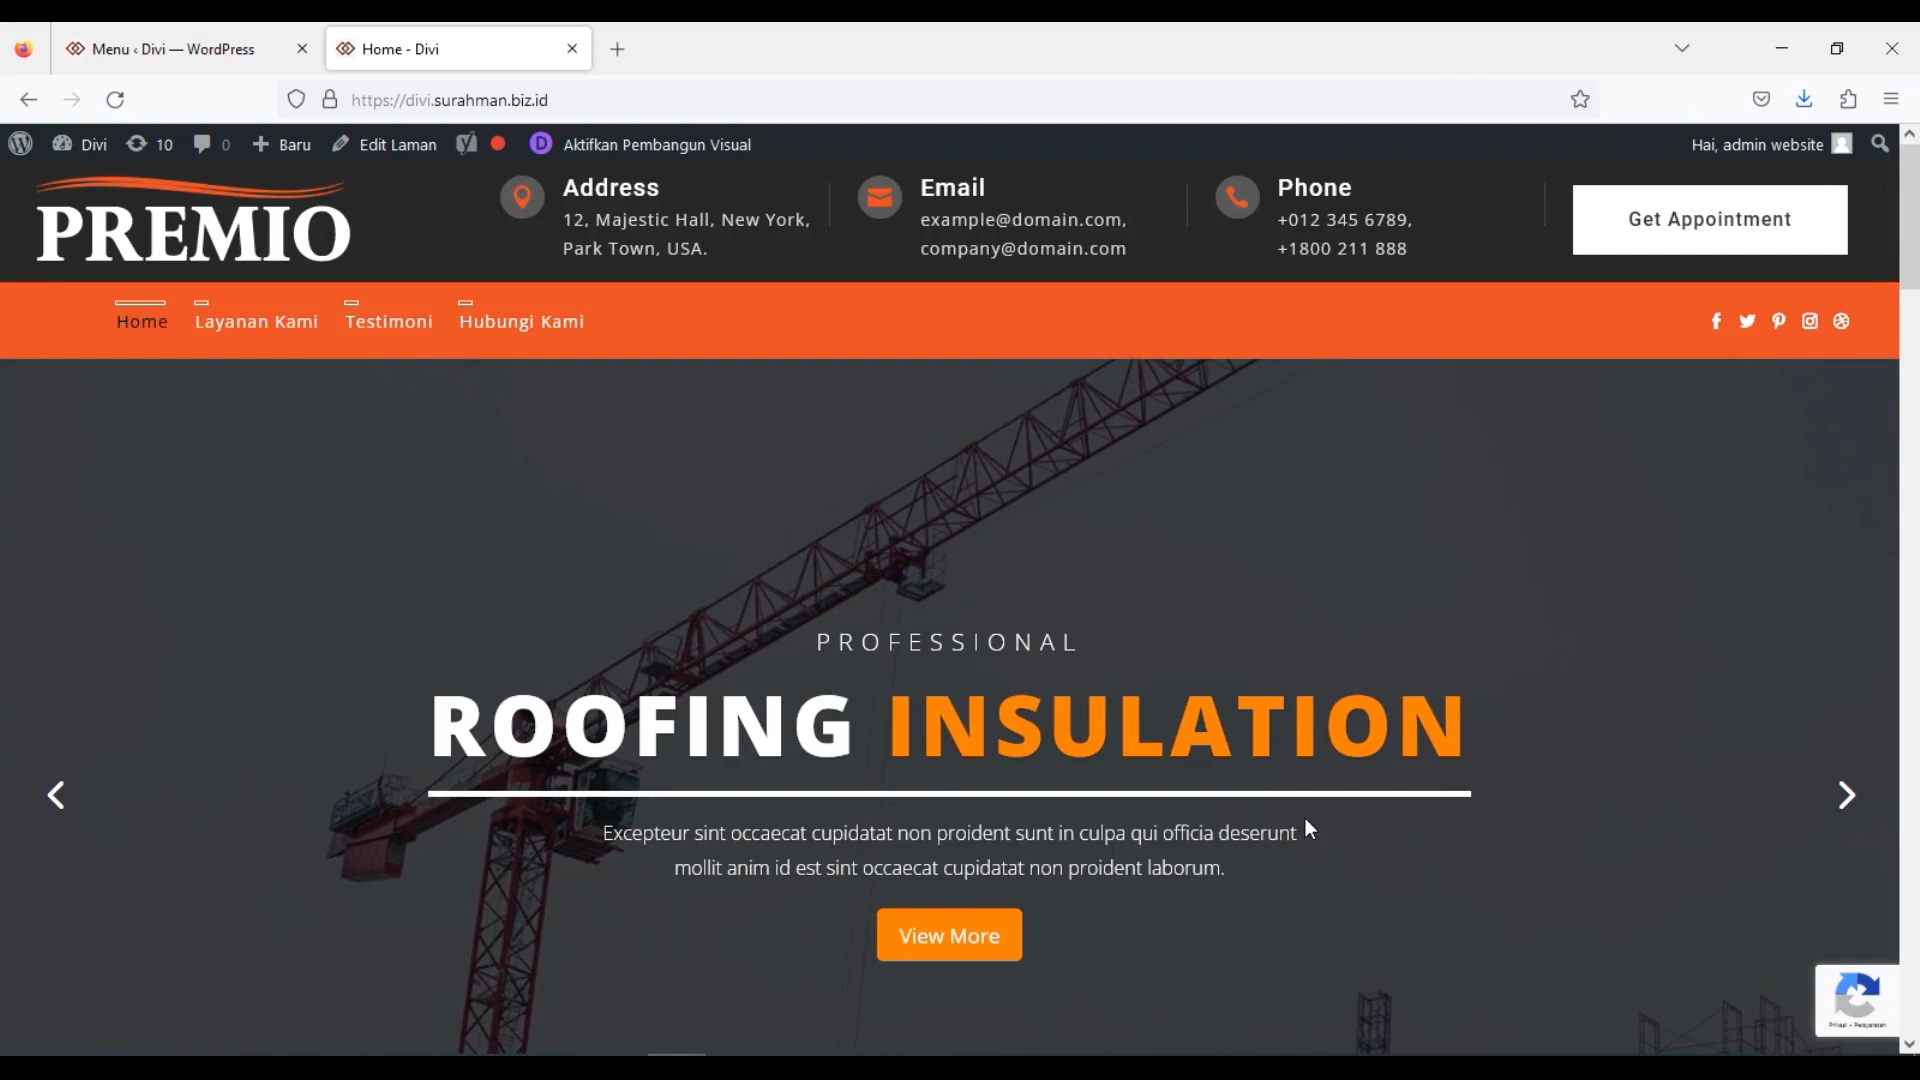 Menu ‹ Divi — WordPress
Home - Divi
https://divi.surahman.biz.id
Divi
10
0
Baru
Edit Laman
Aktifkan Pembangun Visual
Hai, admin website
PREMIO
Address
12, Majestic Hall, New York,
Park Town, USA.
Email
example@domain.com,
company@domain.com
Phone
+012 345 6789,
+1800 211 888
Get Appointment
Home
Layanan Kami
Testimoni
Hubungi Kami
PROFESSIONAL
ROOFING INSULATION
Excepteur sint occaecat cupidatat non proident sunt in culpa qui officia deserunt
mollit anim id est sint occaecat cupidatat non proident laborum.
View More
Privasi - Persyaratan